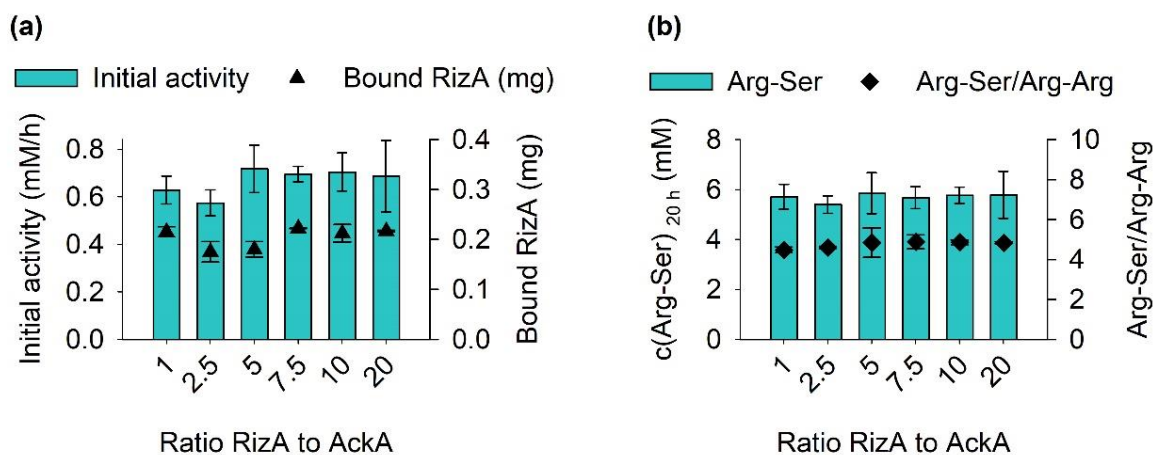 (a)
Initial activity
Bound RizA (mg)
Initial activity (mM/h)
0.8
0.6
0.4
0.2
0.0
0.4
0.3
0.2
0.1
0.0
Bound RizA (mg)
1
2.5
5
7.5
10
20
Ratio RizA to AckA
(b)
Arg-Ser
Arg-Ser/Arg-Arg
c(Arg-Ser) 20 h (mM)
8
6
4
2
0
10
8
6
4
2
0
Arg-Ser/Arg-Arg
1
2.5
5
7.5
10
20
Ratio RizA to AckA